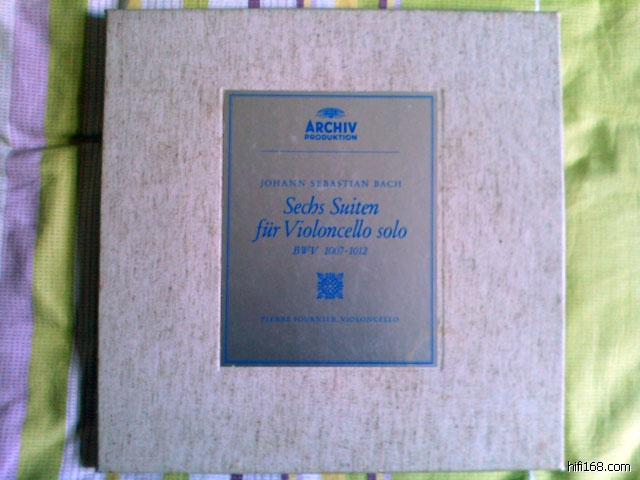 ARCHIV
PRODUKTION
JOHANN SEBASTIAN BACH
Sechs Suiten
für Violoncello solo
BWV 1007-1012
PIERRE FOURNIER, VIOLONCELLO
hifi168.com